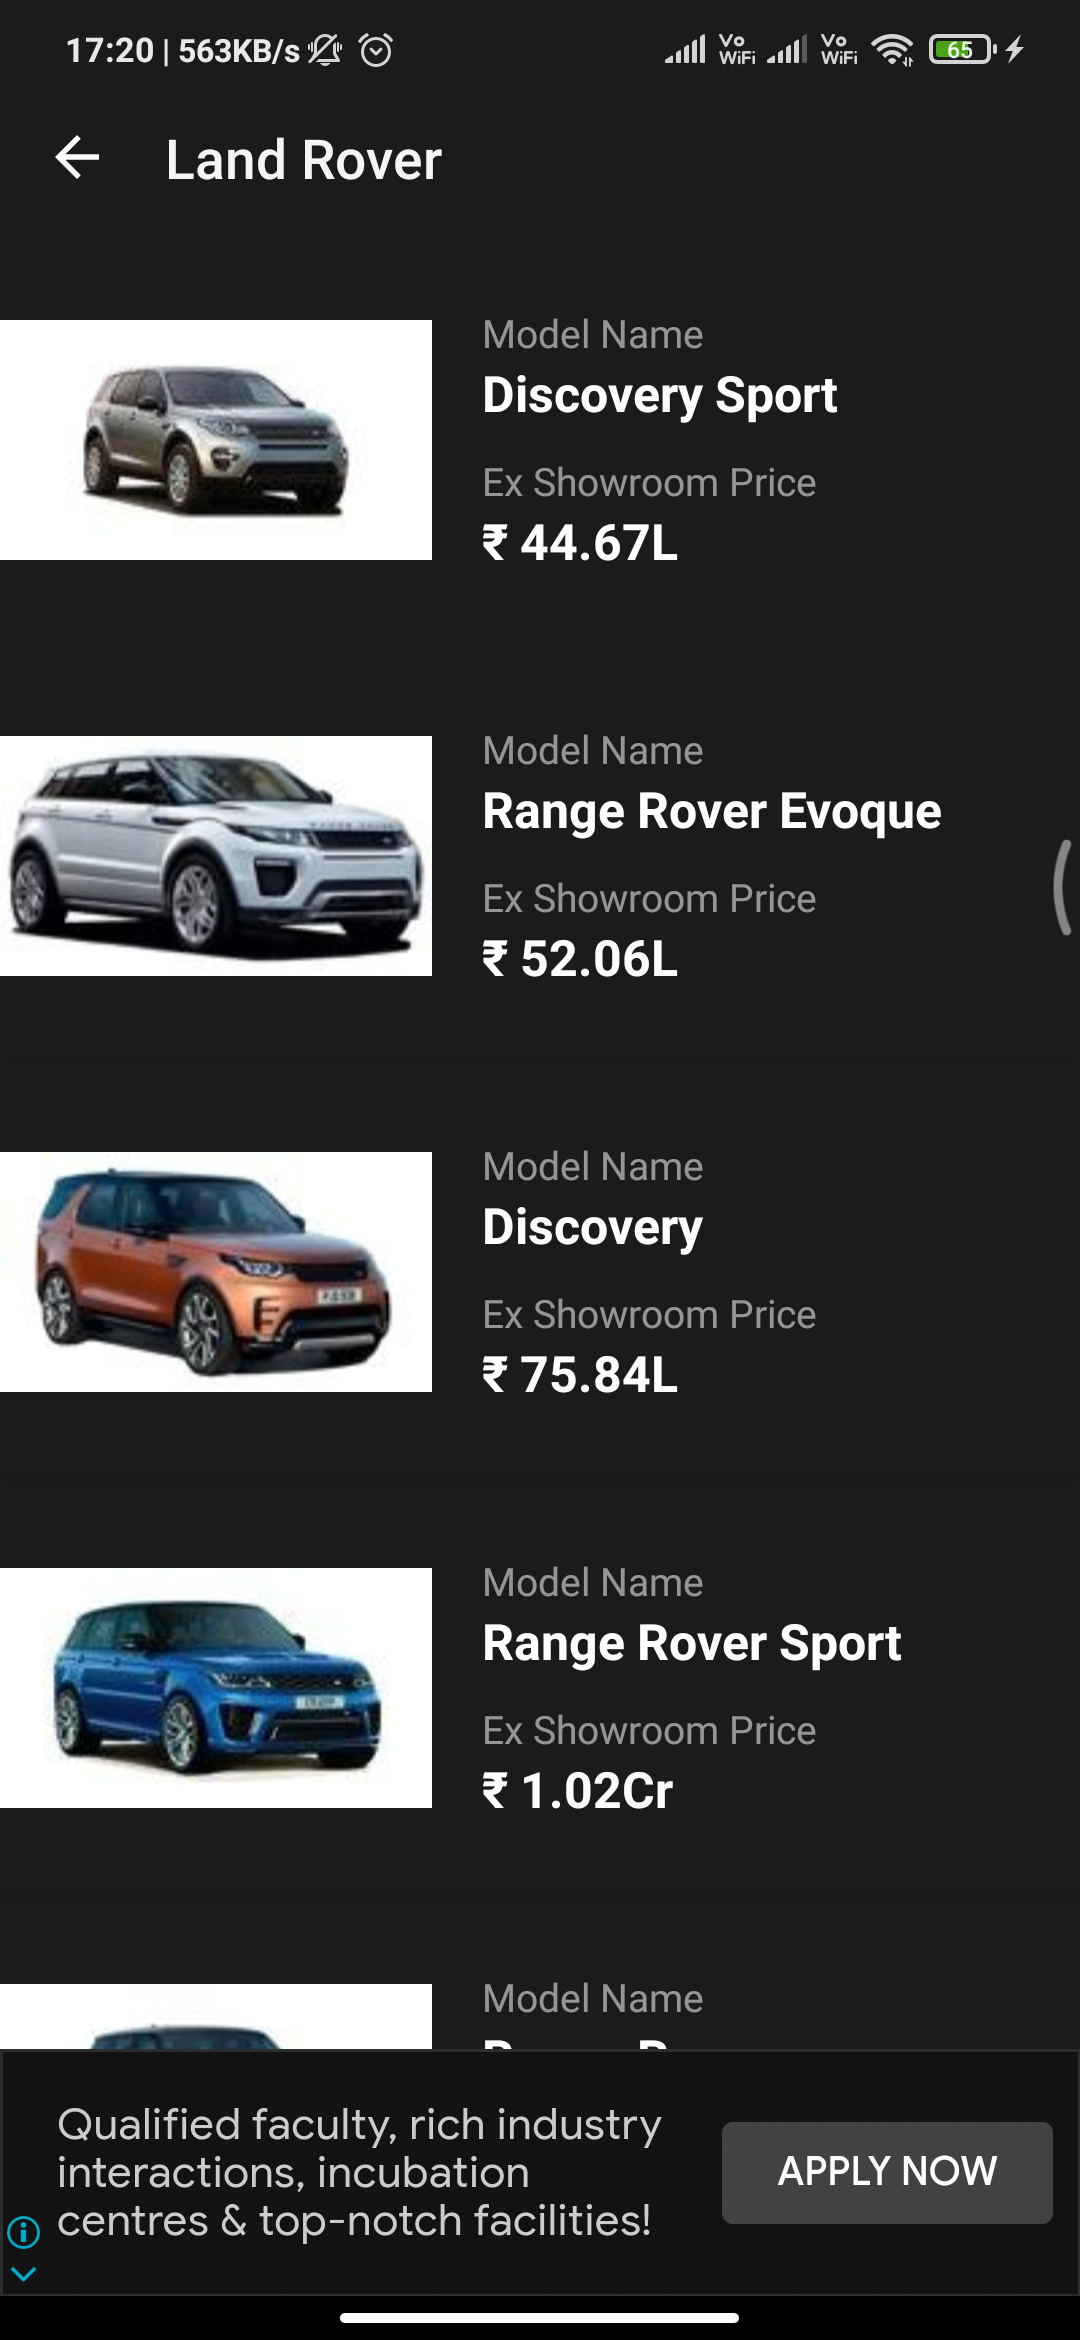 17:20 | 563KB/s
Vo WiFi Vo WiFi 65
Land Rover
Model Name
Discovery Sport
Ex Showroom Price
₹ 44.67L
Model Name
Range Rover Evoque
Ex Showroom Price
₹ 52.06L
Model Name
Discovery
Ex Showroom Price
₹ 75.84L
Model Name
Range Rover Sport
Ex Showroom Price
₹ 1.02Cr
Model Name
Qualified faculty, rich industry
interactions, incubation
centres & top-notch facilities!
APPLY NOW